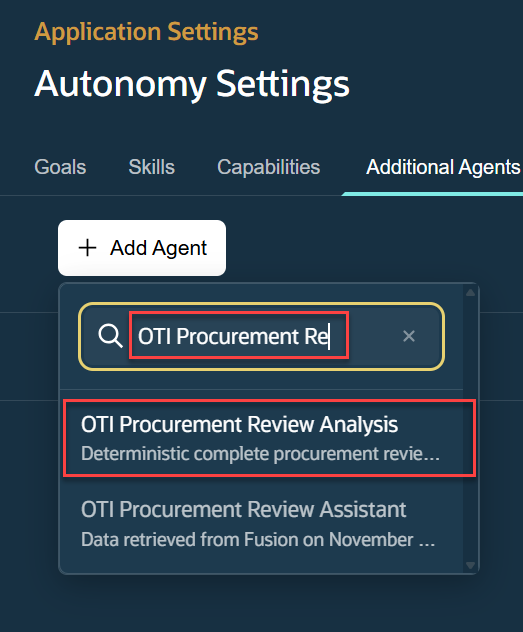 Application Settings
Autonomy Settings
Goals Skills Capabilities Additional Agents
+ Add Agent
OTI Procurement Re ×
OTI Procurement Review Analysis
Deterministic complete procurement revie...
OTI Procurement Review Assistant
Data retrieved from Fusion on November ...